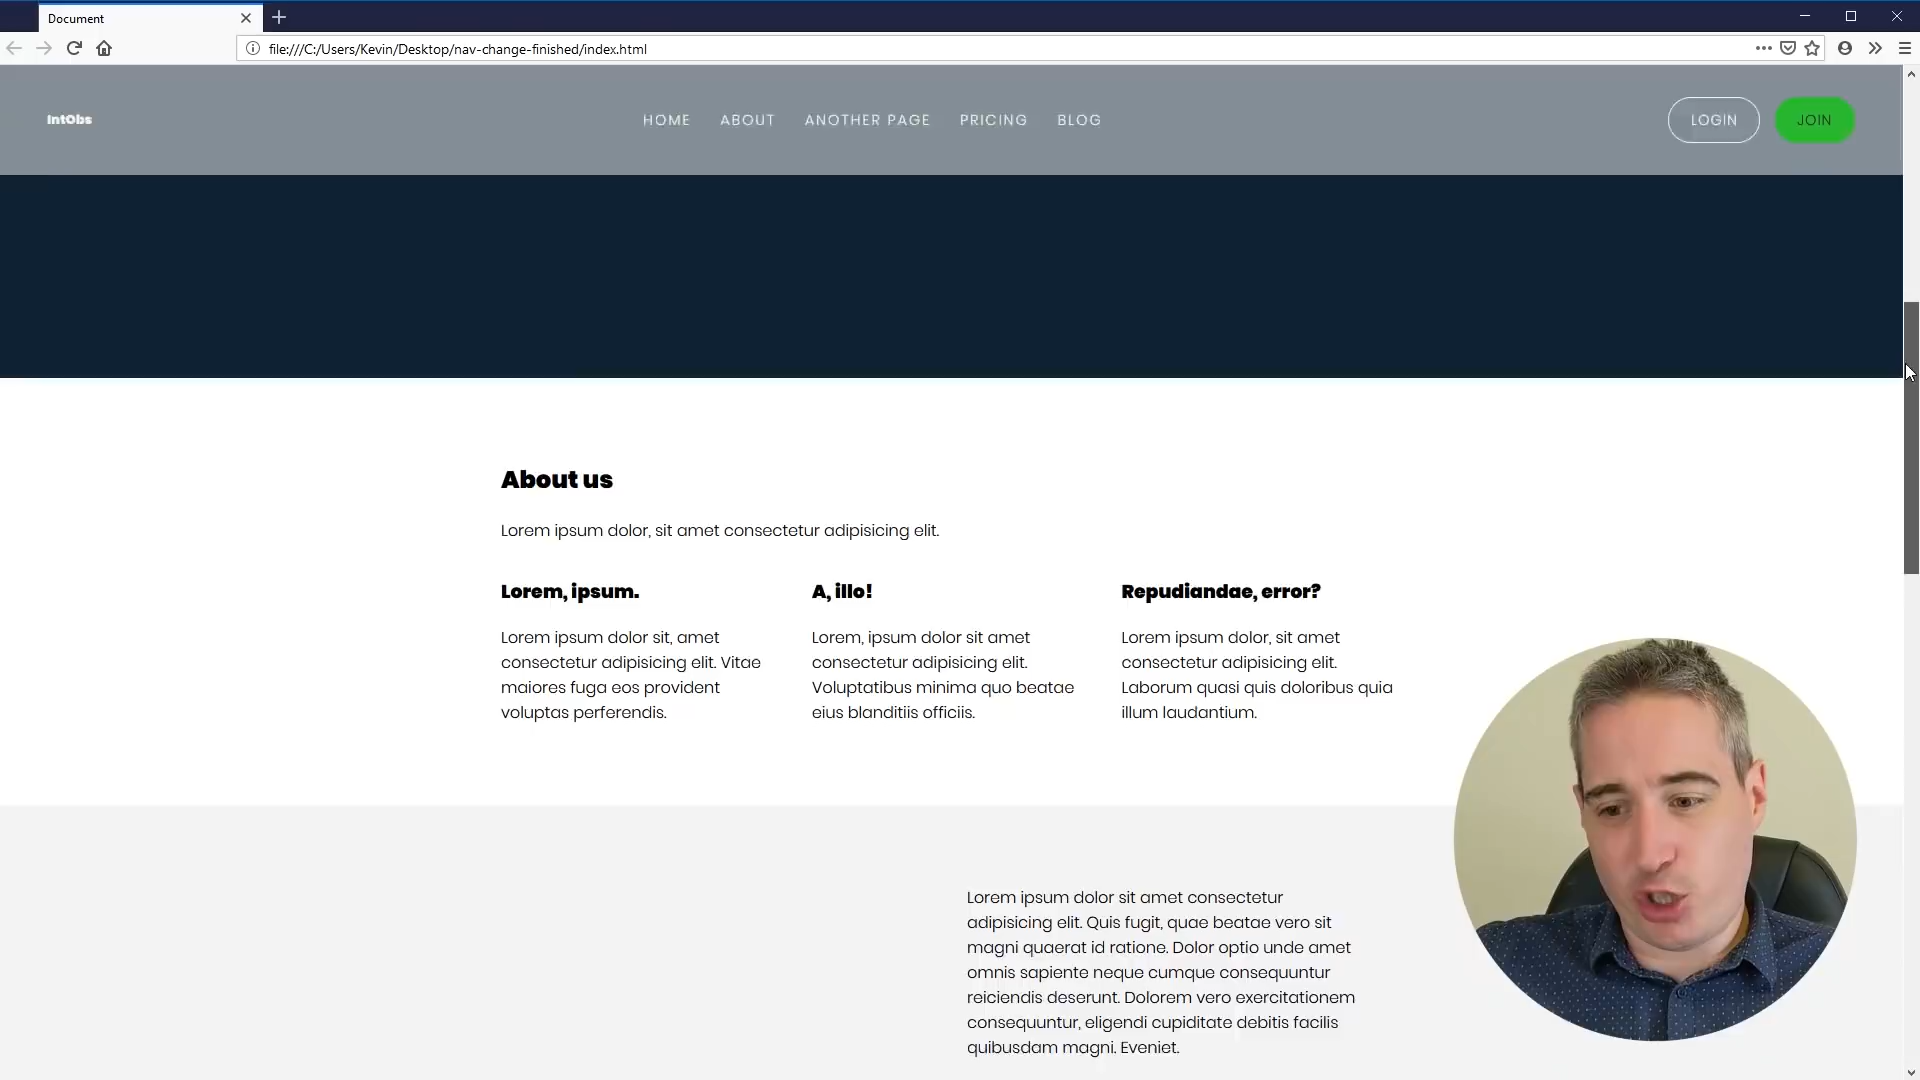 Document
file:///C:/Users/Kevin/Desktop/nav-change-finished/index.html
IntObs
HOME ABOUT ANOTHER PAGE PRICING BLOG
LOGIN JOIN
About us
Lorem ipsum dolor, sit amet consectetur adipisicing elit.
Lorem, ipsum.
Lorem ipsum dolor sit, amet
consectetur adipisicing elit. Vitae
maiores fuga eos provident
voluptas perferendis.
A, illo!
Lorem, ipsum dolor sit amet
consectetur adipisicing elit.
Voluptatibus minima quo beatae
eius blanditiis officiis.
Repudiandae, error?
Lorem ipsum dolor, sit amet
consectetur adipisicing elit.
Laborum quasi quis doloribus quia
illum laudantium.
Lorem ipsum dolor sit amet consectetur
adipisicing elit. Quis fugit, quae beatae vero sit
magni quaerat id ratione. Dolor optio unde amet
omnis sapiente neque cumque consequuntur
reiciendis deserunt. Dolorem vero exercitationem
consequuntur, eligendi cupiditate debitis facilis
quibusdam magni. Eveniet.